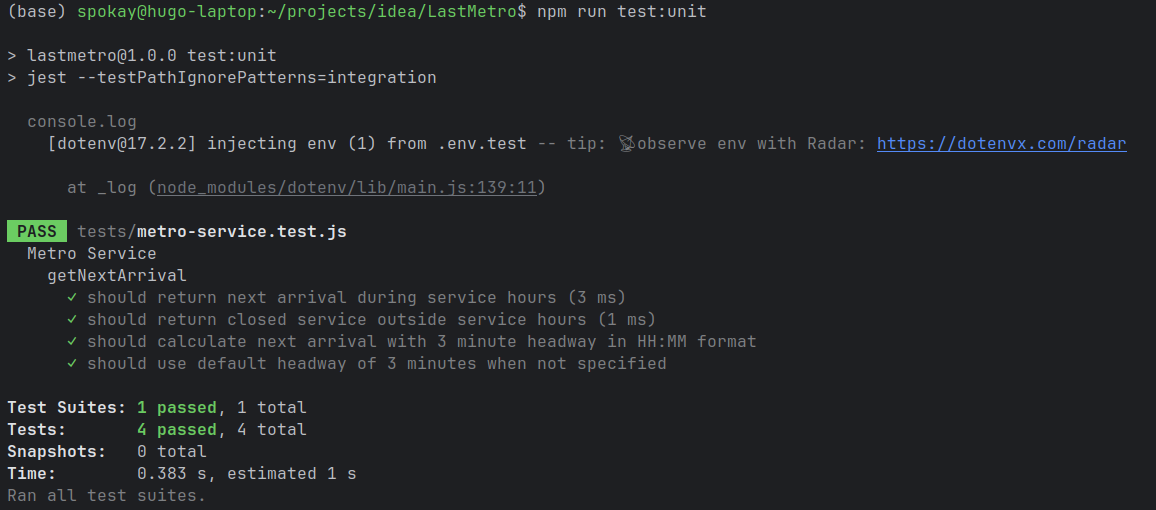 (base) spokay@hugo-laptop:~/projects/idea/LastMetro$ npm run test:unit
> lastmetro@1.0.0 test:unit
> jest --testPathIgnorePatterns=integration
console.log
[dotenv@17.2.2] injecting env (1) from .env.test -- tip: 📡 observe env with Radar: https://dotenvx.com/radar
at _log (node_modules/dotenv/lib/main.js:139:11)
PASS tests/metro-service.test.js
Metro Service
getNextArrival
✓ should return next arrival during service hours (3 ms)
✓ should return closed service outside service hours (1 ms)
✓ should calculate next arrival with 3 minute headway in HH:MM format
✓ should use default headway of 3 minutes when not specified
Test Suites: 1 passed, 1 total
Tests: 4 passed, 4 total
Snapshots: 0 total
Time: 0.383 s, estimated 1 s
Ran all test suites.